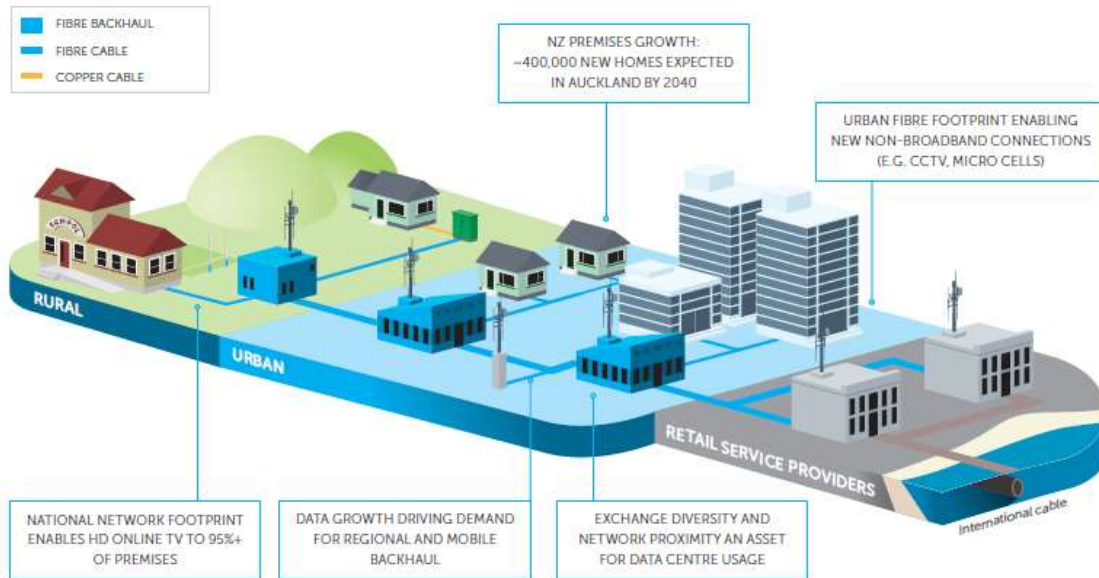 FIBRE BACKHAUL
FIBRE CABLE
COPPER CABLE
NZ PREMISES GROWTH:
~400,000 NEW HOMES EXPECTED
IN AUCKLAND BY 2040
URBAN FIBRE FOOTPRINT ENABLING
NEW NON-BROADBAND CONNECTIONS
(E.G. CCTV, MICRO CELLS)
SCHOOL
RURAL
URBAN
RETAIL SERVICE PROVIDERS
International cable
NATIONAL NETWORK FOOTPRINT
ENABLES HD ONLINE TV TO 95%+
OF PREMISES
DATA GROWTH DRIVING DEMAND
FOR REGIONAL AND MOBILE
BACKHAUL
EXCHANGE DIVERSITY AND
NETWORK PROXIMITY AN ASSET
FOR DATA CENTRE USAGE